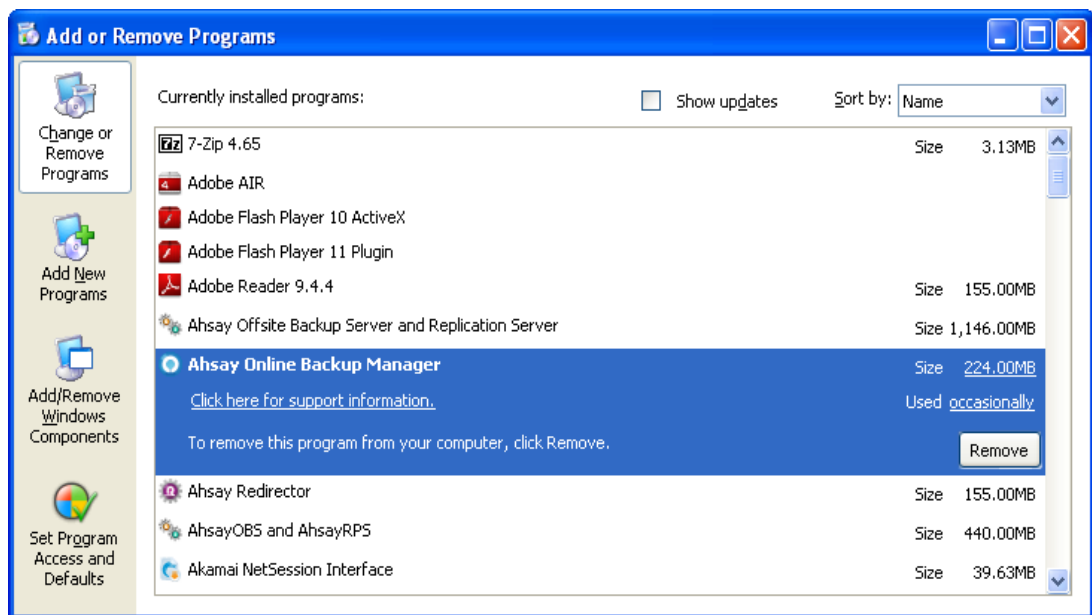 Add or Remove Programs
Change or
Remove
Programs
Add New
Programs
Add/Remove
Windows
Components
Set Program
Access and
Defaults
Currently installed programs:
Show updates
Sort by: Name
7-Zip 4.65 Size 3.13MB
Adobe AIR
Adobe Flash Player 10 ActiveX
Adobe Flash Player 11 Plugin
Adobe Reader 9.4.4 Size 155.00MB
Ahsay Offsite Backup Server and Replication Server Size 1,146.00MB
Ahsay Online Backup Manager Size 224.00MB
Click here for support information. Used occasionally
To remove this program from your computer, click Remove. Remove
Ahsay Redirector Size 155.00MB
AhsayOBS and AhsayRPS Size 440.00MB
Akamai NetSession Interface Size 39.63MB